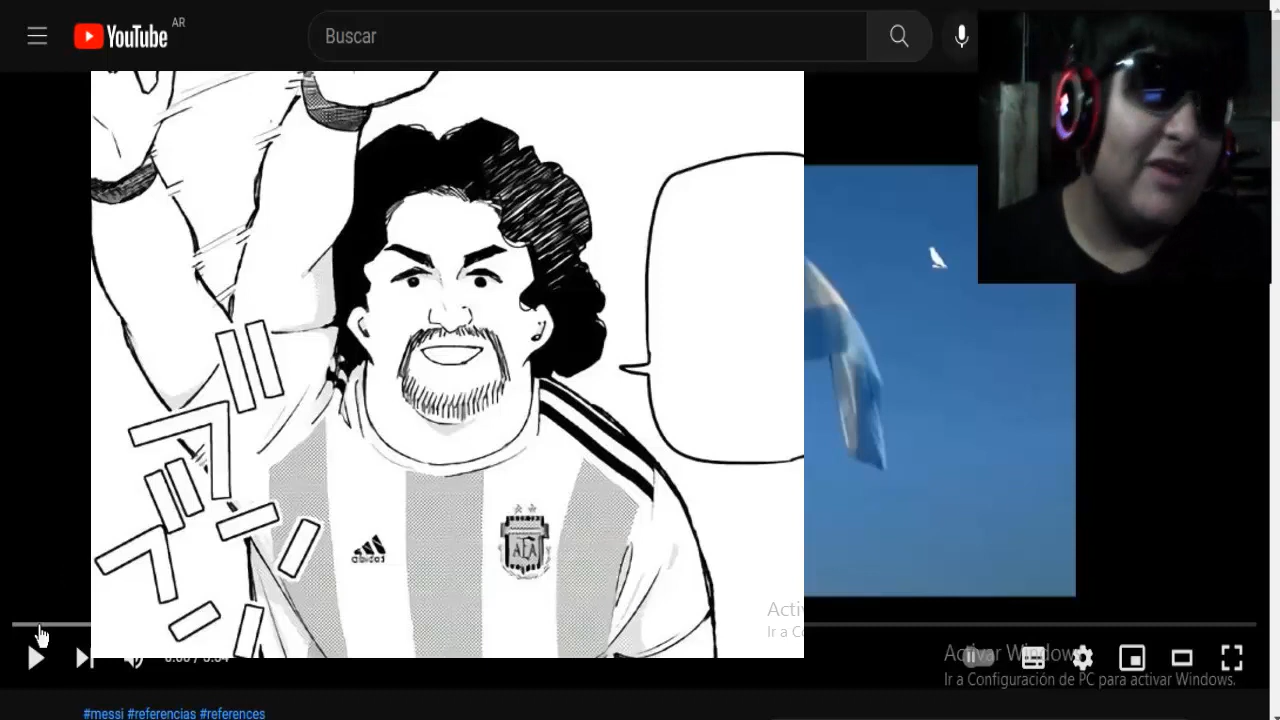 AR
YouTube
Buscar
adidas
AFA
Activar Windows
Ir a Configuración de PC para activar Windows.
#messi #referencias #references